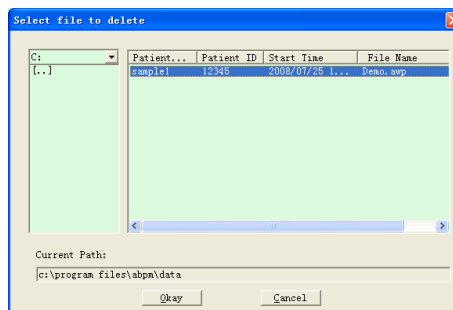 Select file to delete
C:
[..]
Patient... Patient ID Start Time File Name
sample1 12345 2008/07/25 1... Demo.awp
Current Path:
c:\program files\abpm\data
Okay Cancel